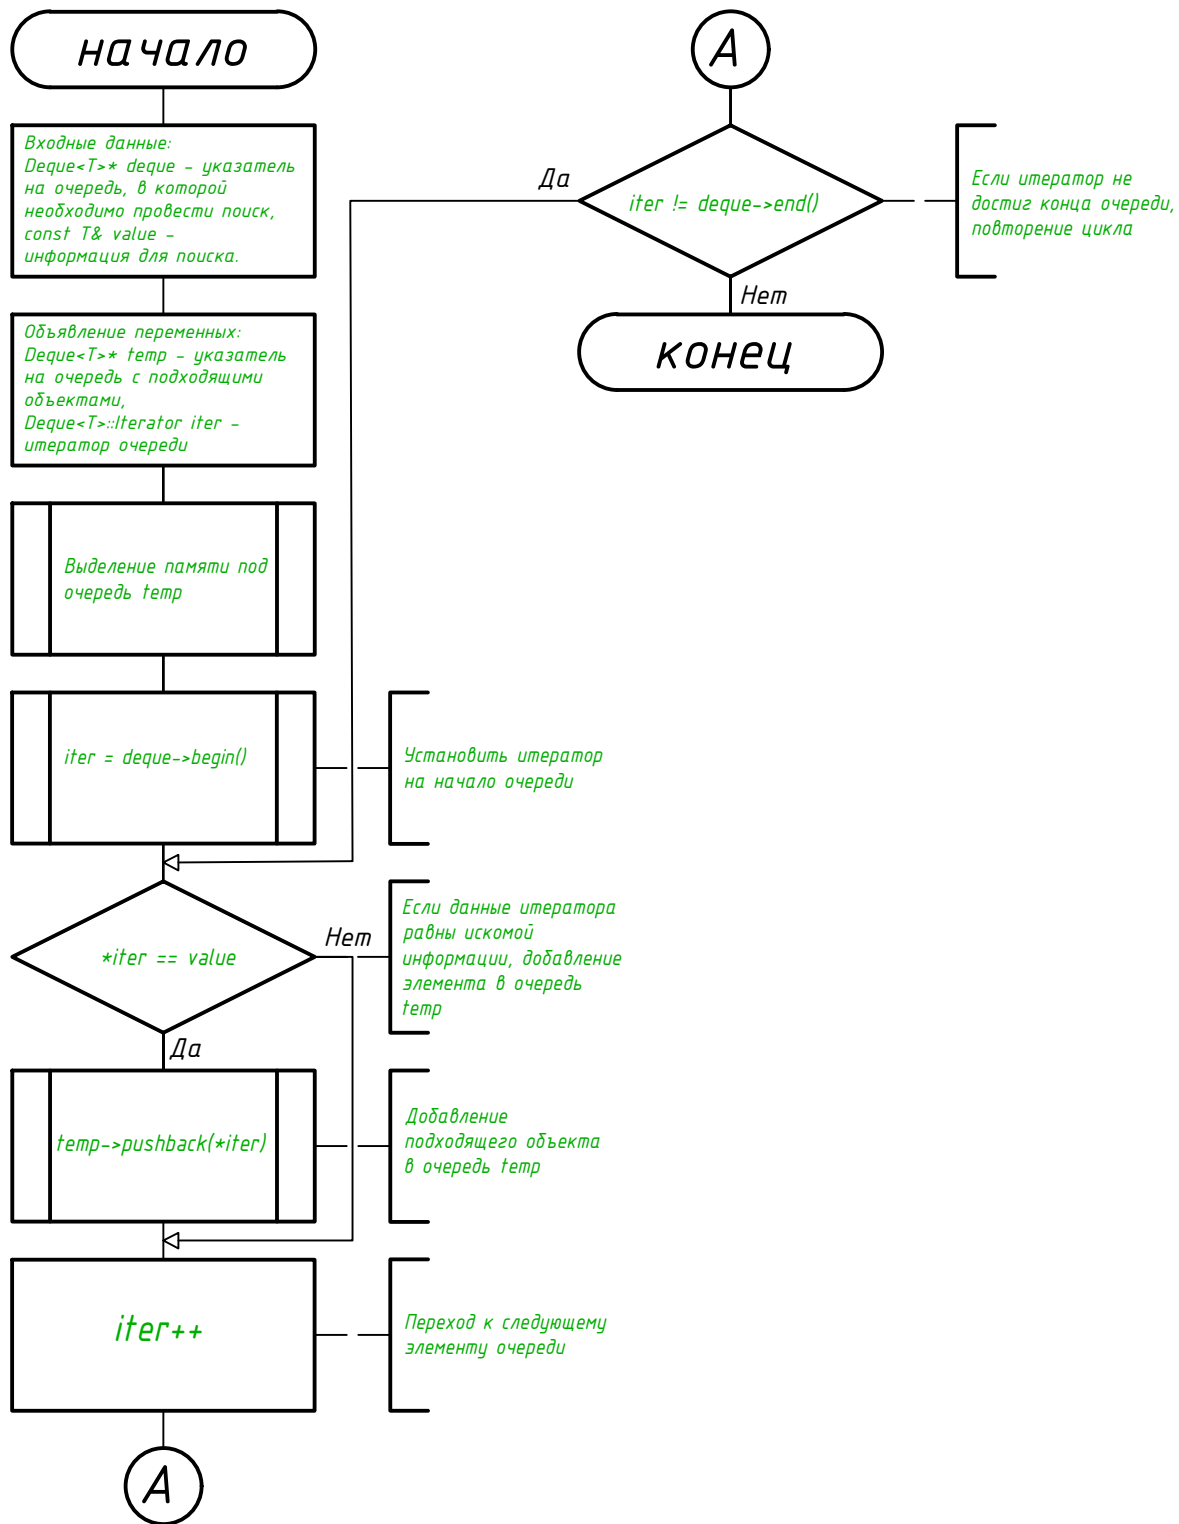 начало
Входные данные:
Deque<T>* deque - указатель
на очередь, в которой
необходимо провести поиск,
const T& value -
информация для поиска.
Объявление переменных:
Deque<T>* temp - указатель
на очередь с подходящими
объектами,
Deque<T>::Iterator iter -
итератор очереди
Выделение памяти под
очередь temp
iter = deque->begin()
Установить итератор
на начало очереди
*iter == value
Нет
Если данные итератора
равны искомой
информации, добавление
элемента в очередь
temp
Да
temp->pushback(*iter)
Добавление
подходящего объекта
в очередь temp
iter++
Переход к следующему
элементу очереди
А
А
Да
iter != deque->end()
Если итератор не
достиг конца очереди,
повторение цикла
Нет
конец